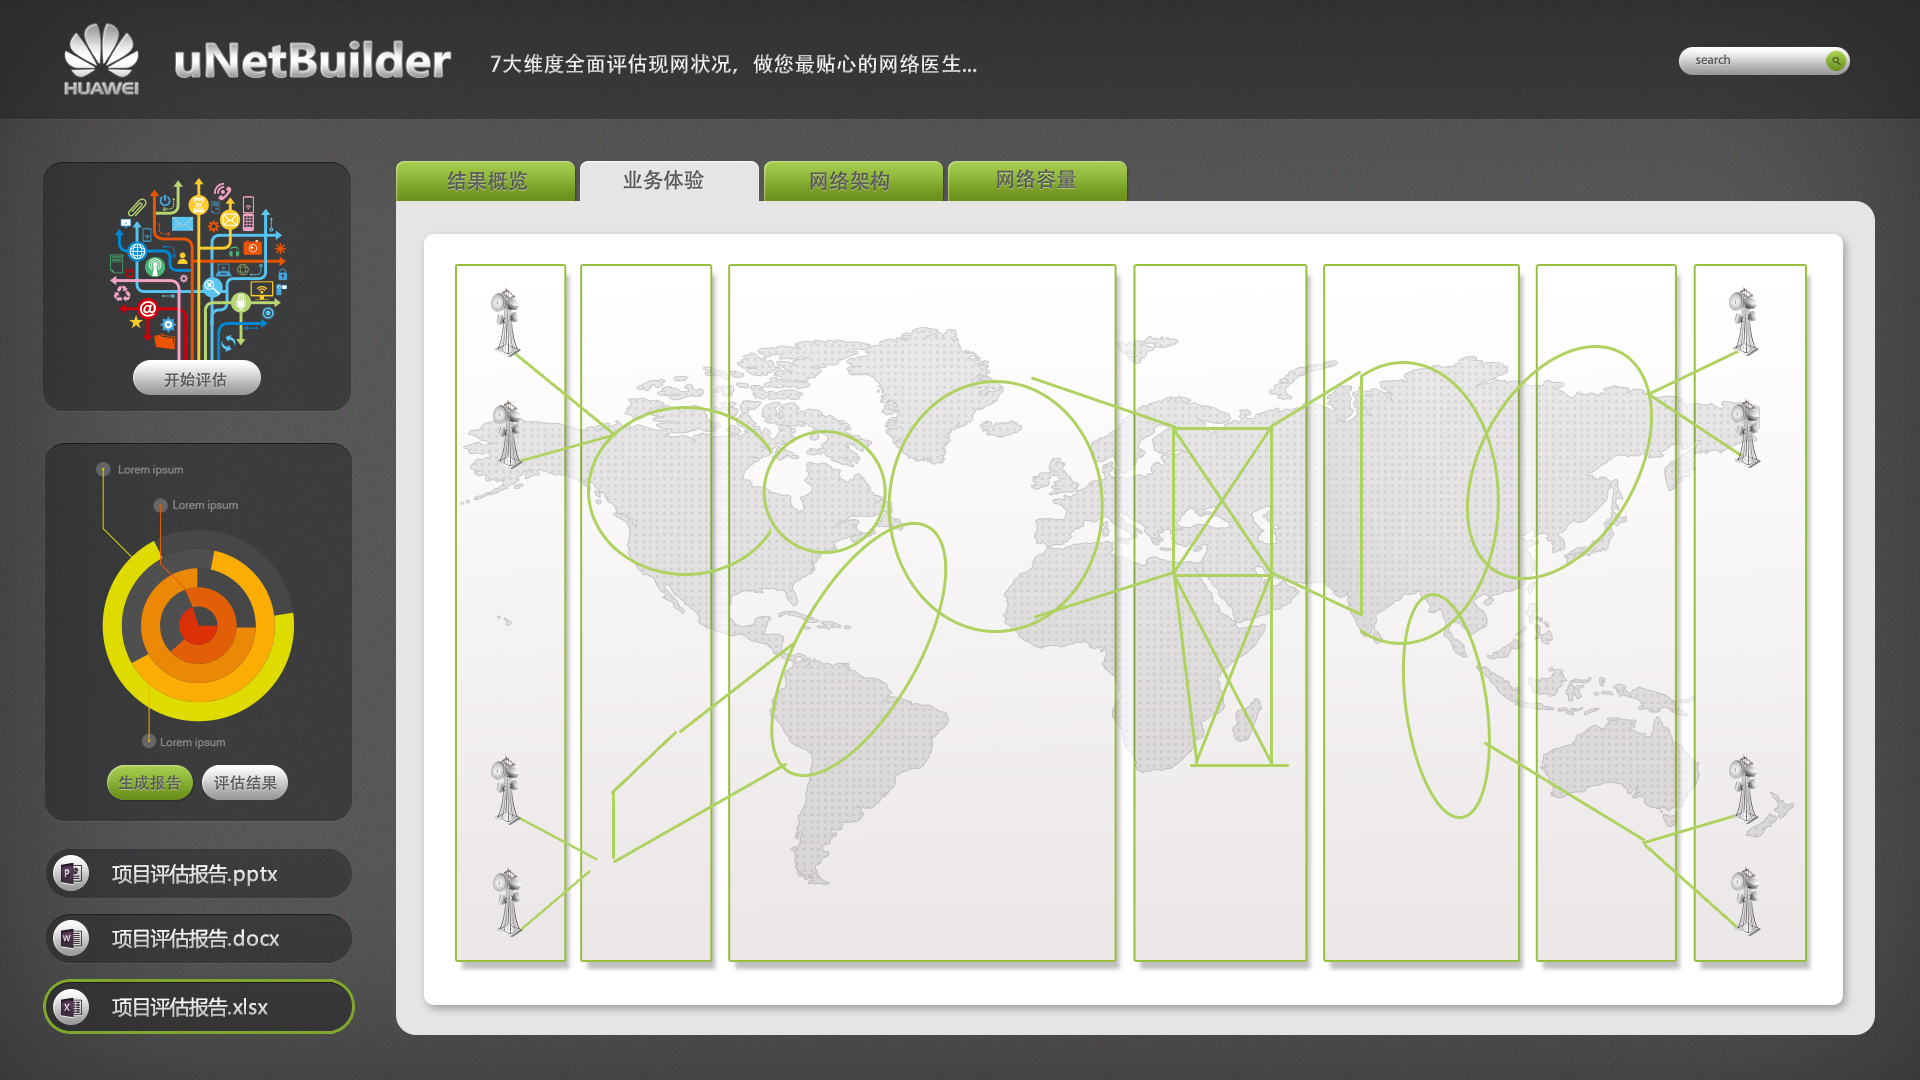 HUAWEI
uNetBuilder
7大维度全面评估现网状况，做您最贴心的网络医生...
search
结果概览
业务体验
网络架构
网络容量
开始评估
Lorem ipsum
Lorem ipsum
Lorem ipsum
生成报告
评估结果
项目评估报告.pptx
项目评估报告.docx
项目评估报告.xlsx